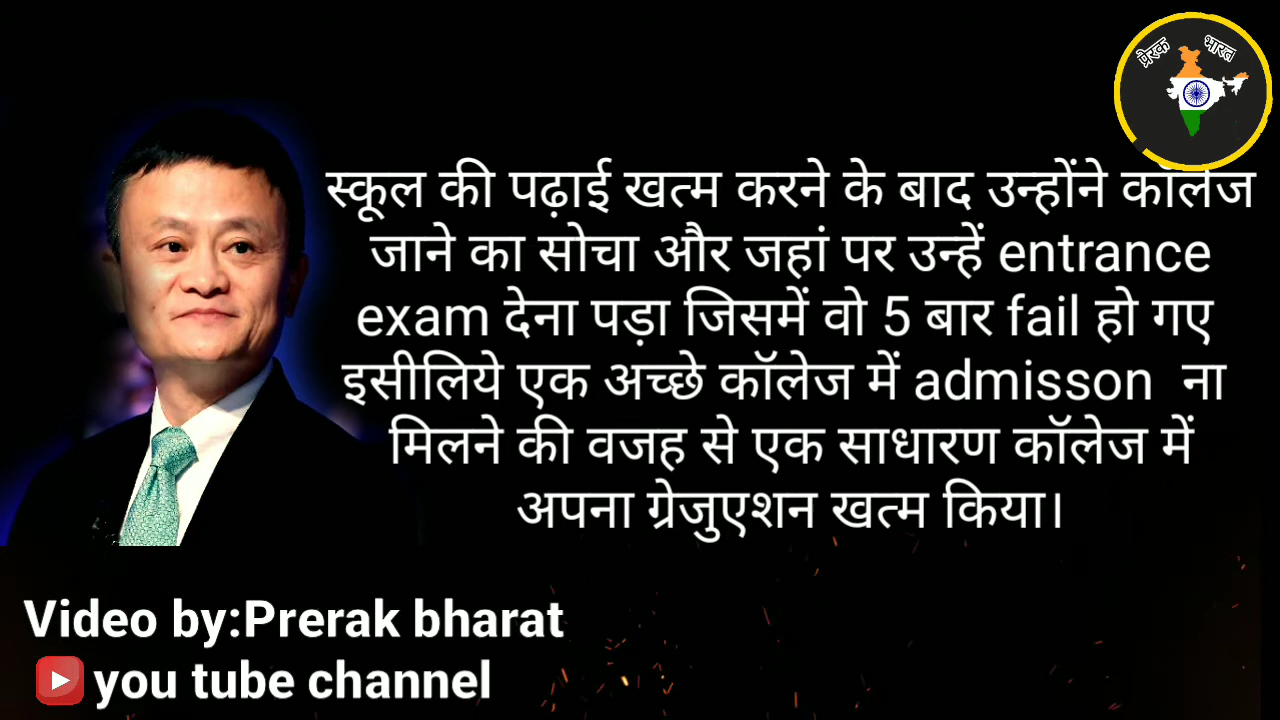 प्रेरक भारत
स्कूल की पढ़ाई खत्म करने के बाद उन्होंने कॉलेज
जाने का सोचा और जहां पर उन्हें entrance
exam देना पड़ा जिसमें वो 5 बार fail हो गए
इसीलिये एक अच्छे कॉलेज में admisson ना
मिलने की वजह से एक साधारण कॉलेज में
अपना ग्रेजुएशन खत्म किया।
Video by:Prerak bharat
you tube channel